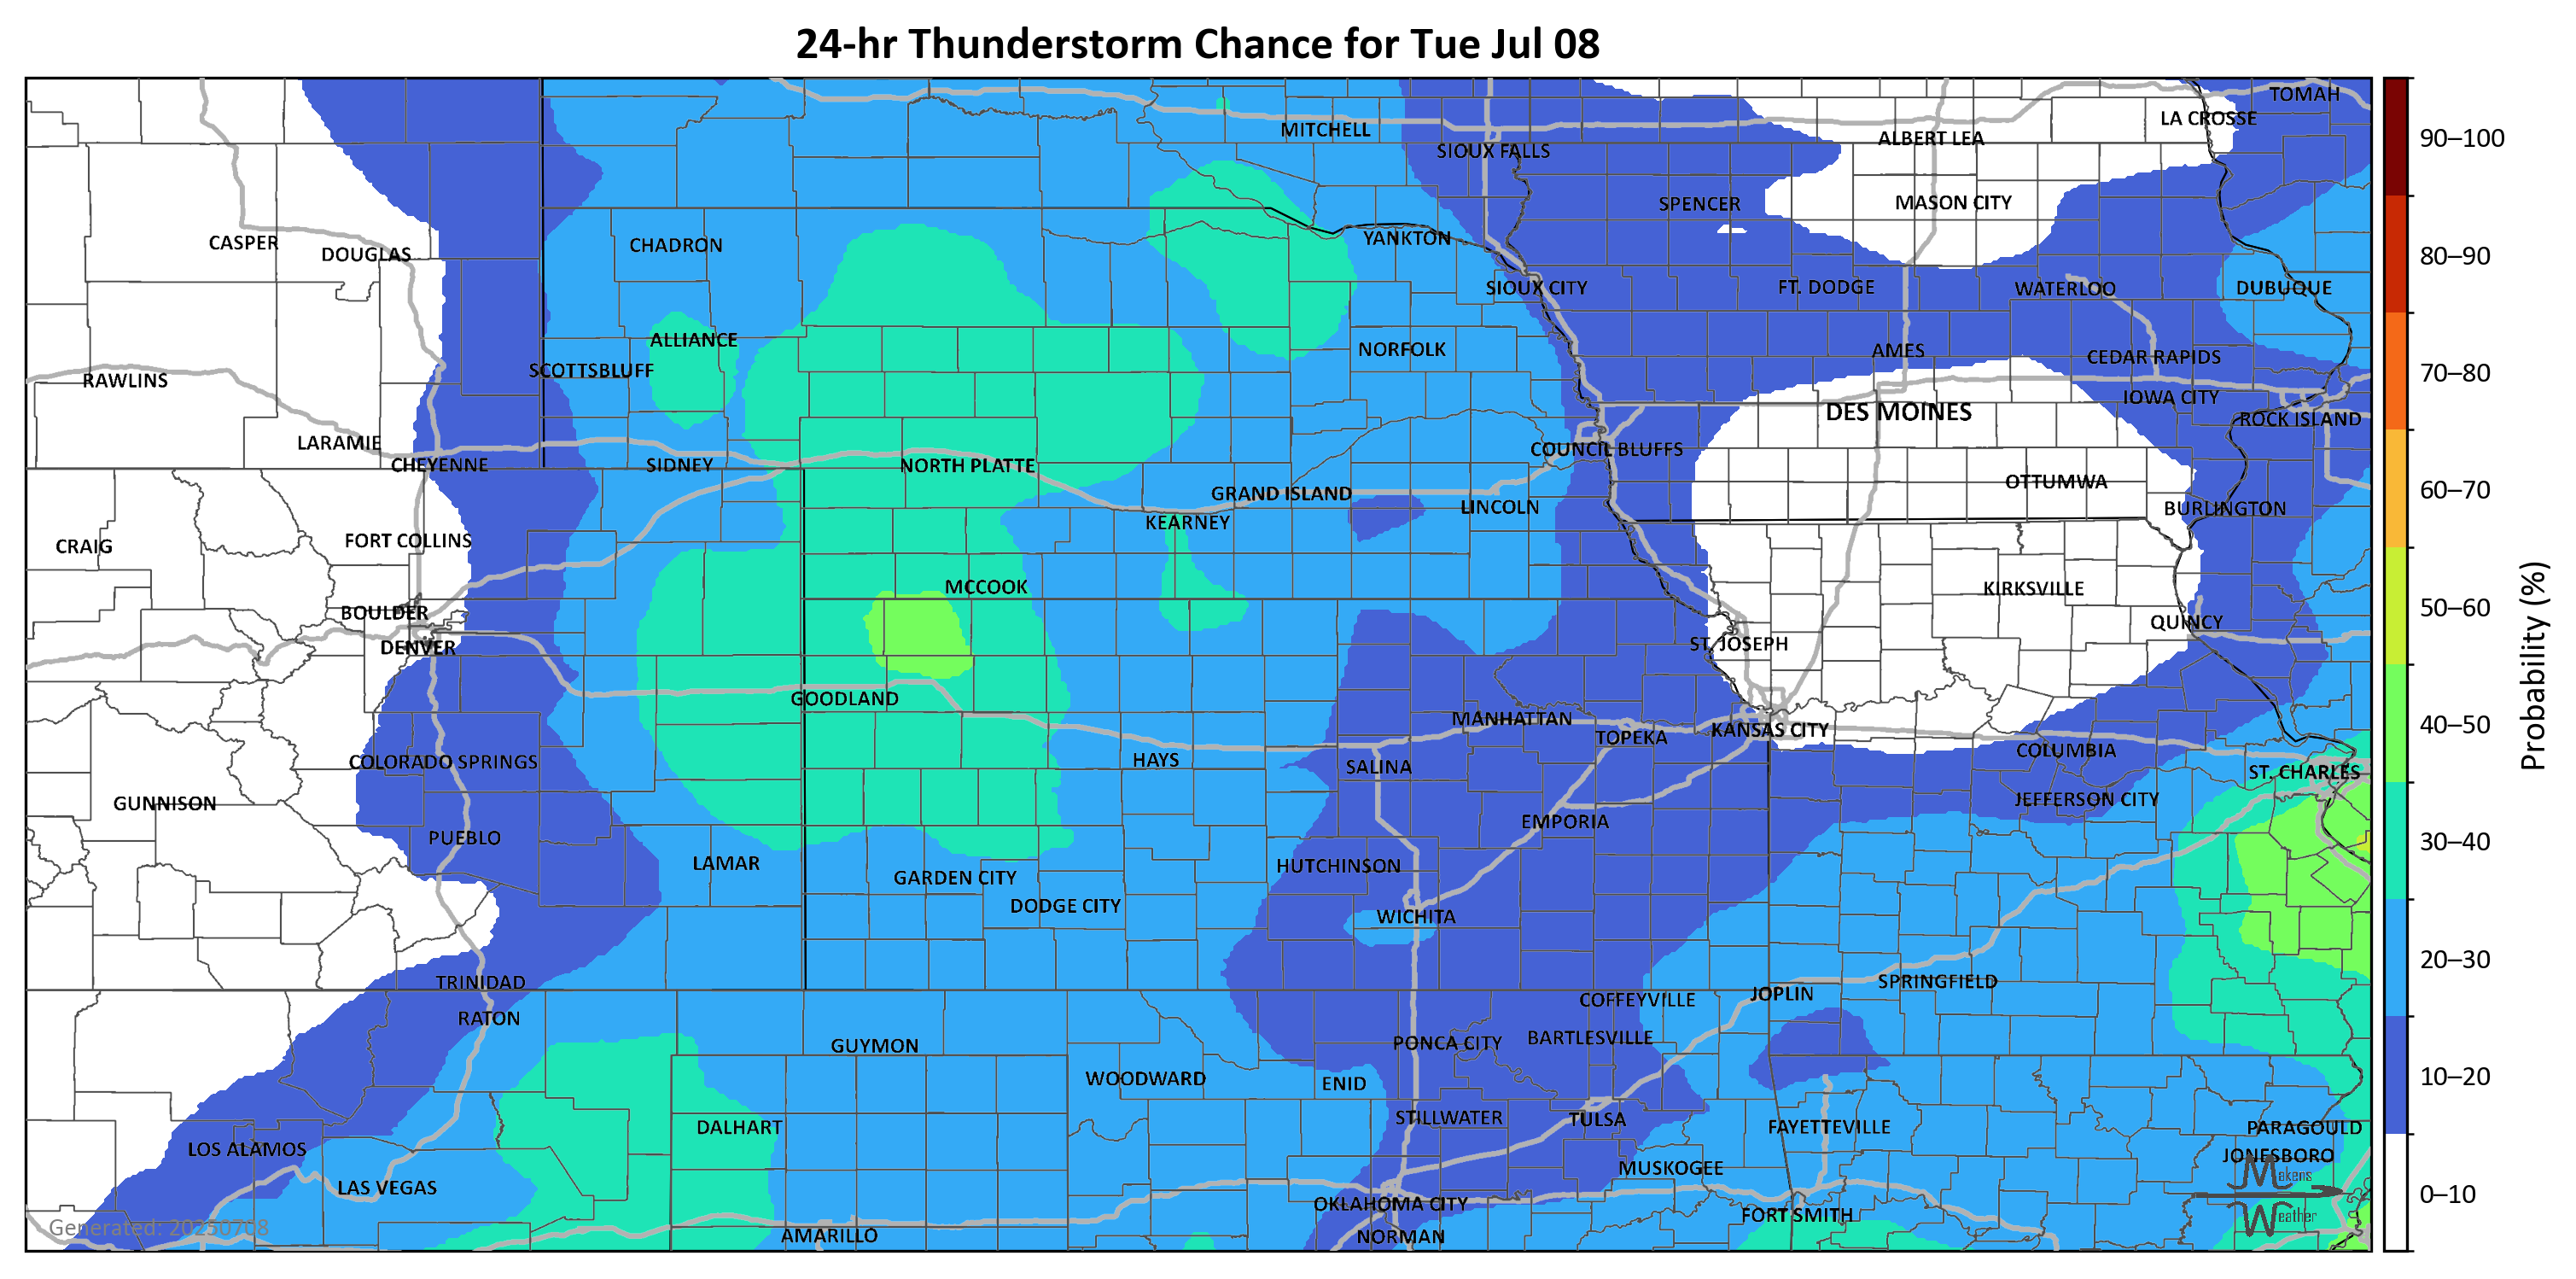 24-hr Thunderstorm Chance for Tue Jul 08
TOMAH
LA CROSSE
MITCHELL
ALBERT LEA
90–100
SIOUX FALLS
SPENCER
MASON CITY
CASPER
DOUGLAS
CHADRON
YANKTON
80–90
SIOUX CITY
FT. DODGE
WATERLOO
DUBUQUE
ALLIANCE
NORFOLK
AMES
CEDAR RAPIDS
SCOTTSBLUFF
70–80
RAWLINS
IOWA CITY
DES MOINES
ROCK ISLAND
LARAMIE
COUNCIL BLUFFS
60–70
CHEYENNE
SIDNEY
NORTH PLATTE
OTTUMWA
GRAND ISLAND
50–60
LINCOLN
BURLINGTON
KEARNEY
CRAIG
FORT COLLINS
MCCOOK
KIRKSVILLE
BOULDER
QUINCY
DENVER
ST. JOSEPH
GOODLAND
Probability (%)
MANHATTAN
TOPEKA
KANSAS CITY
40–50
COLORADO SPRINGS
HAYS
SALINA
COLUMBIA
ST. CHARLES
GUNNISON
JEFFERSON CITY
PUEBLO
EMPORIA
30–40
LAMAR
HUTCHINSON
GARDEN CITY
DODGE CITY
WICHITA
20–30
TRINIDAD
SPRINGFIELD
JOPLIN
COFFEYVILLE
RATON
GUYMON
PONCA CITY
BARTLESVILLE
WOODWARD
ENID
10–20
DALHART
STILLWATER
TULSA
FAYETTEVILLE
PARAGOULD
LOS ALAMOS
JONESBORO
LAS VEGAS
MUSKOGEE
Makens
0–10
OKLAHOMA CITY
FORT SMITH
Weather
Generated: 20250708
AMARILLO
NORMAN